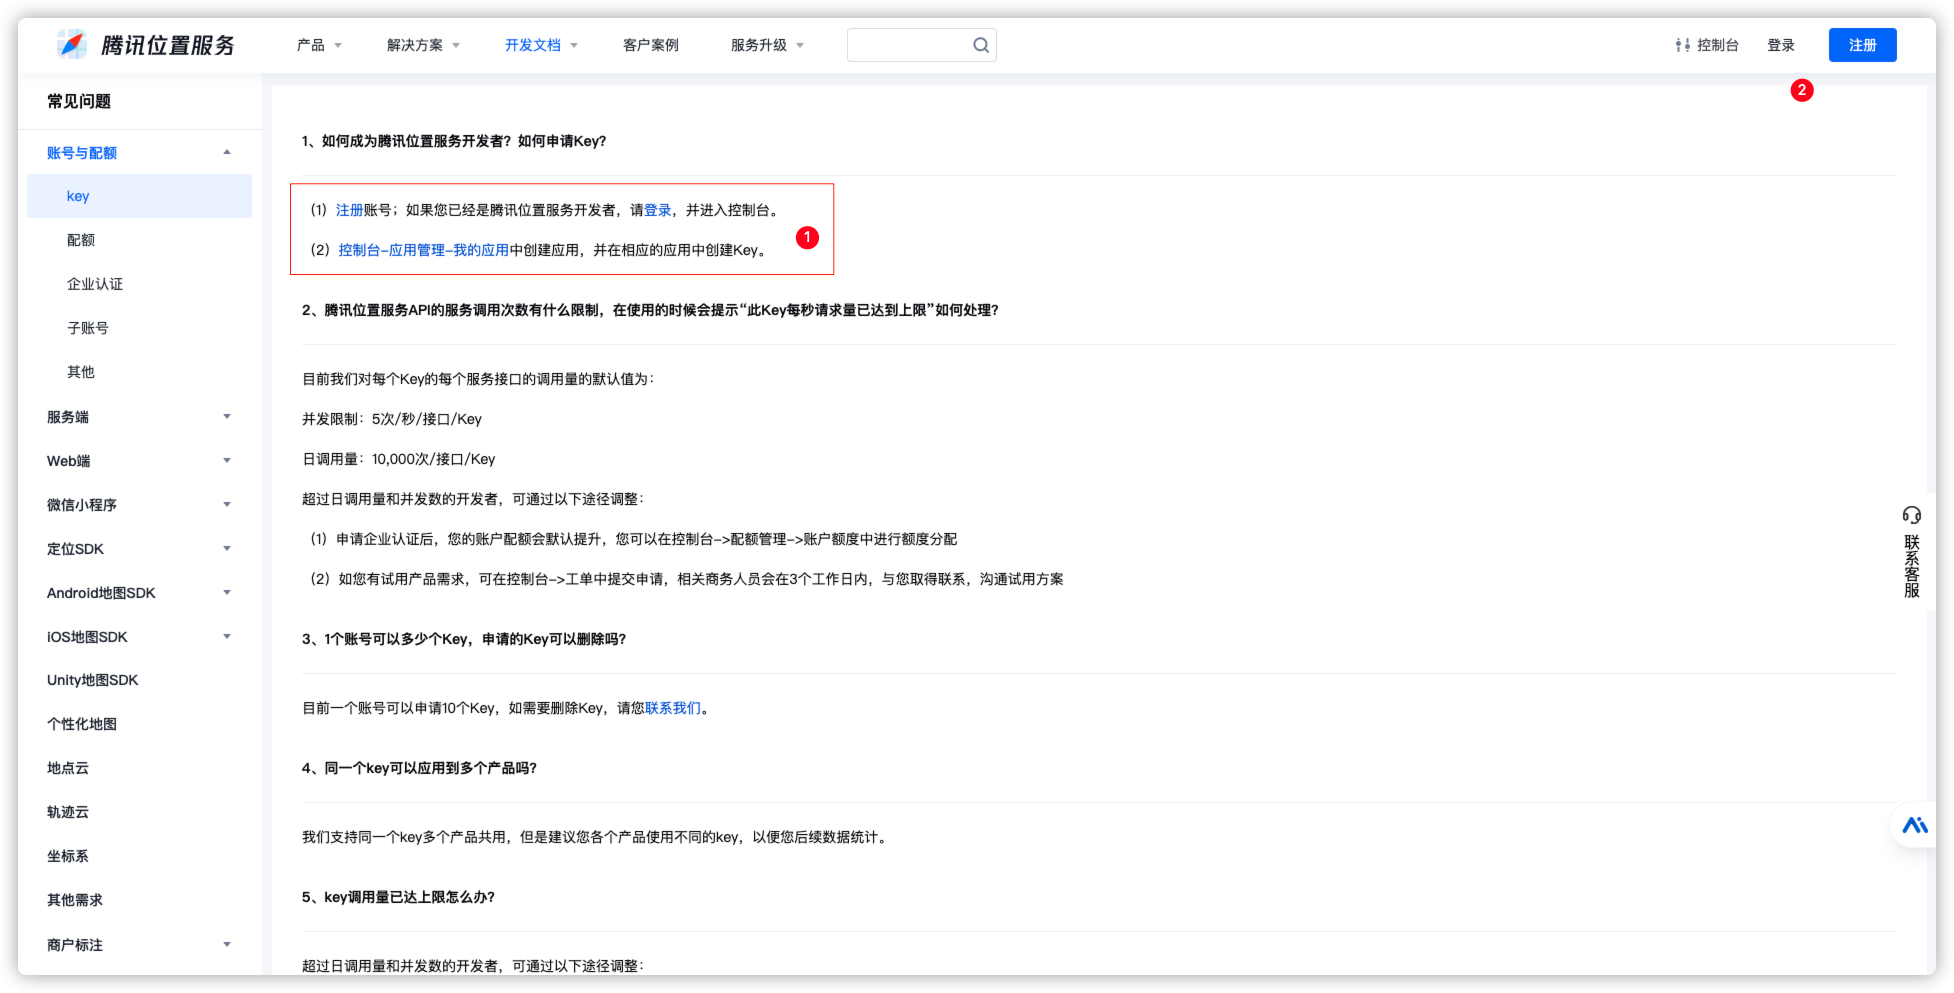 腾讯位置服务
产品
解决方案
开发文档
客户案例
服务升级
控制台
登录
注册
常见问题
账号与配额
key
配额
企业认证
子账号
其他
服务端
Web端
微信小程序
定位SDK
Android地图SDK
iOS地图SDK
Unity地图SDK
个性化地图
地点云
轨迹云
坐标系
其他需求
商户标注
2
1、如何成为腾讯位置服务开发者？如何申请Key?
（1）注册账号；如果您已经是腾讯位置服务开发者，请登录，并进入控制台。
1
（2）控制台-应用管理-我的应用中创建应用，并在相应的应用中创建Key。
2、腾讯位置服务API的服务调用次数有什么限制，在使用的时候会提示“此Key每秒请求量已达到上限”如何处理?
目前我们对每个Key的每个服务接口的调用量的默认值为：
并发限制：5次/秒/接口/Key
日调用量：10,000次/接口/Key
超过日调用量和并发数的开发者，可通过以下途径调整：
（1）申请企业认证后，您的账户配额会默认提升，您可以在控制台->配额管理->账户额度中进行额度分配
（2）如您有试用产品需求，可在控制台->工单中提交申请，相关商务人员会在3个工作日内，与您取得联系，沟通试用方案
3、1个账号可以多少个Key，申请的Key可以删除吗?
目前一个账号可以申请10个Key，如需要删除Key，请您联系我们。
4、同一个key可以应用到多个产品吗?
我们支持同一个key多个产品共用，但是建议您各个产品使用不同的key，以便您后续数据统计。
5、key调用量已达上限怎么办?
超过日调用量和并发数的开发者，可通过以下途径调整：
联系客服